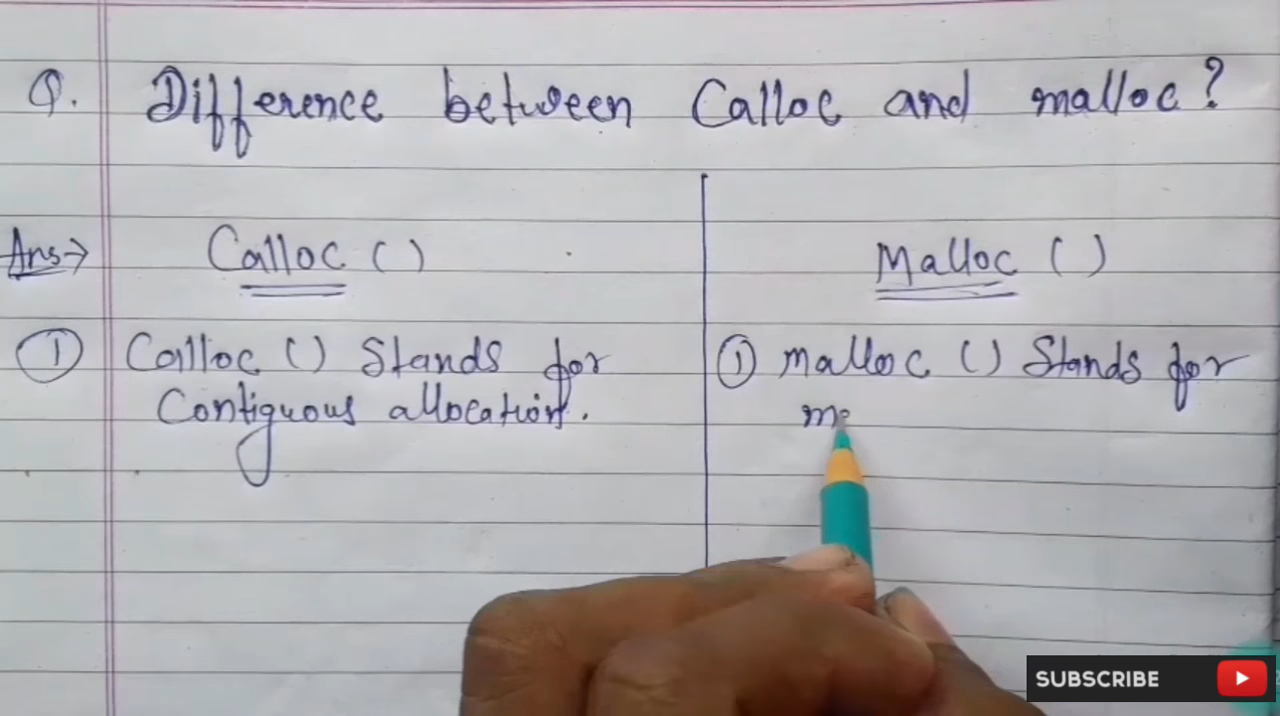 Q. Difference between Calloc and malloc?
Ans→ Calloc ( ) Malloc ( )
① Calloc () Stands for
Contiguous allocation.
① malloc () Stands for
me
SUBSCRIBE